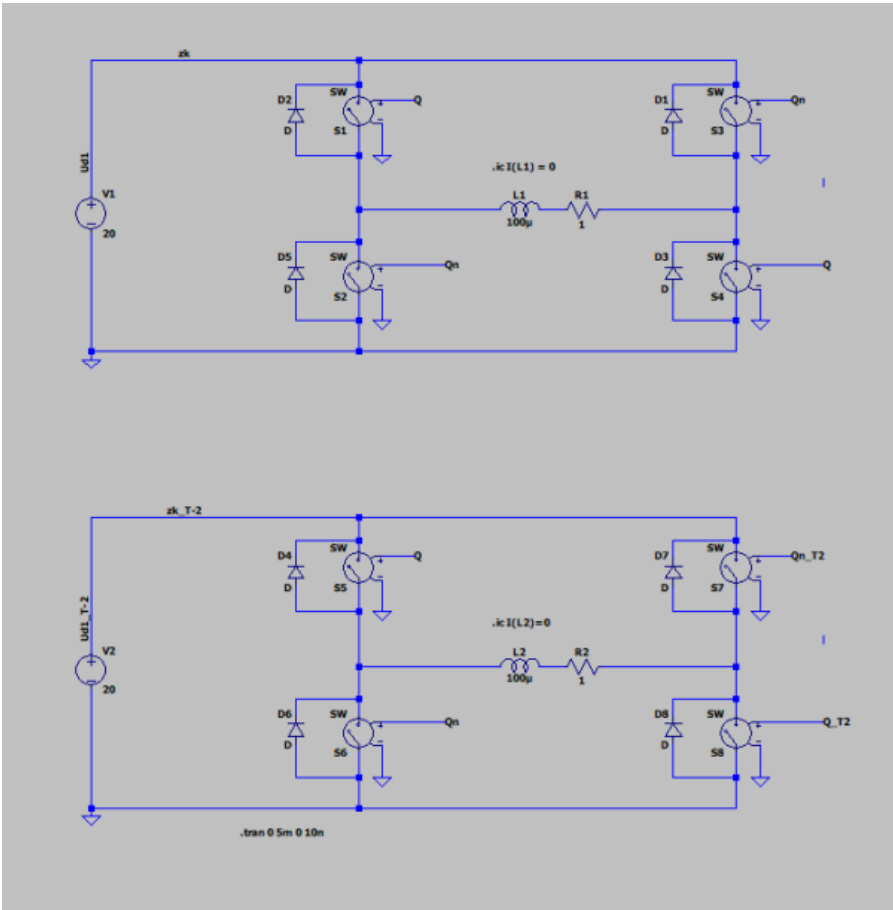 zk
D2
SW
Q
D
S1
D1
SW
Qn
D
S3
Ud1
V1
20
.ic I(L1) = 0
L1
R1
100µ
1
D5
SW
Qn
D
S2
D3
SW
Q
D
S4
zk_T-2
D4
SW
Q
D
S5
D7
SW
Qn_T2
D
S7
Ud1_T-2
V2
20
.ic I(L2)=0
L2
R2
100µ
1
D6
SW
Qn
D
S6
D8
SW
Q_T2
D
S8
.tran 0 5m 0 10n